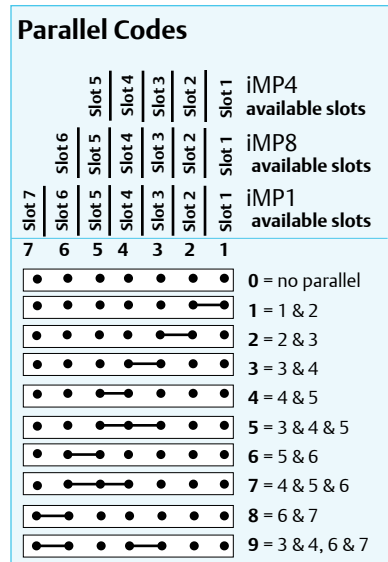 Parallel Codes
Slot 5 Slot 4 Slot 3 Slot 2 Slot 1 iMP4
available slots
Slot 6 Slot 5 Slot 4 Slot 3 Slot 2 Slot 1 iMP8
available slots
Slot 7 Slot 6 Slot 5 Slot 4 Slot 3 Slot 2 Slot 1 iMP1
available slots
7 6 5 4 3 2 1
0 = no parallel
1 = 1 & 2
2 = 2 & 3
3 = 3 & 4
4 = 4 & 5
5 = 3 & 4 & 5
6 = 5 & 6
7 = 4 & 5 & 6
8 = 6 & 7
9 = 3 & 4, 6 & 7